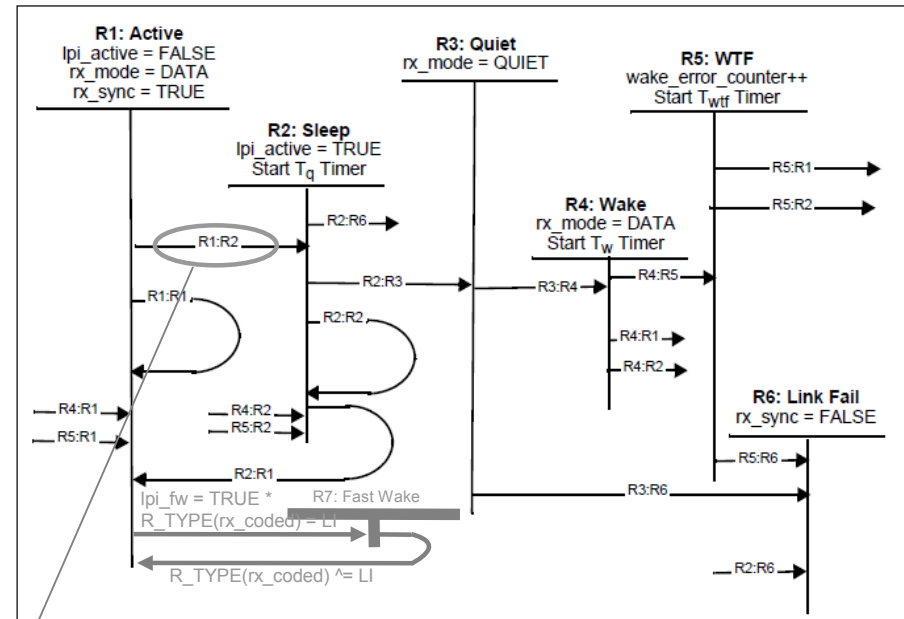 R1: Active
lpi_active = FALSE
rx_mode = DATA
rx_sync = TRUE
R2: Sleep
lpi_active = TRUE
Start Tq Timer
R3: Quiet
rx_mode = QUIET
R5: WTF
wake_error_counter++
Start Twtf Timer
R4: Wake
rx_mode = DATA
Start Tw Timer
R6: Link Fail
rx_sync = FALSE
R5:R1
R5:R2
R2:R6
R1:R2
R2:R3
R3:R4
R4:R5
R1:R1
R2:R2
R4:R1
R4:R2
R4:R1
R5:R1
R4:R2
R5:R2
R2:R1
R5:R6
R3:R6
R2:R6
lpi_fw = TRUE *
R_TYPE(rx_coded) = LI
R7: Fast Wake
R_TYPE(rx_coded) ^= LI